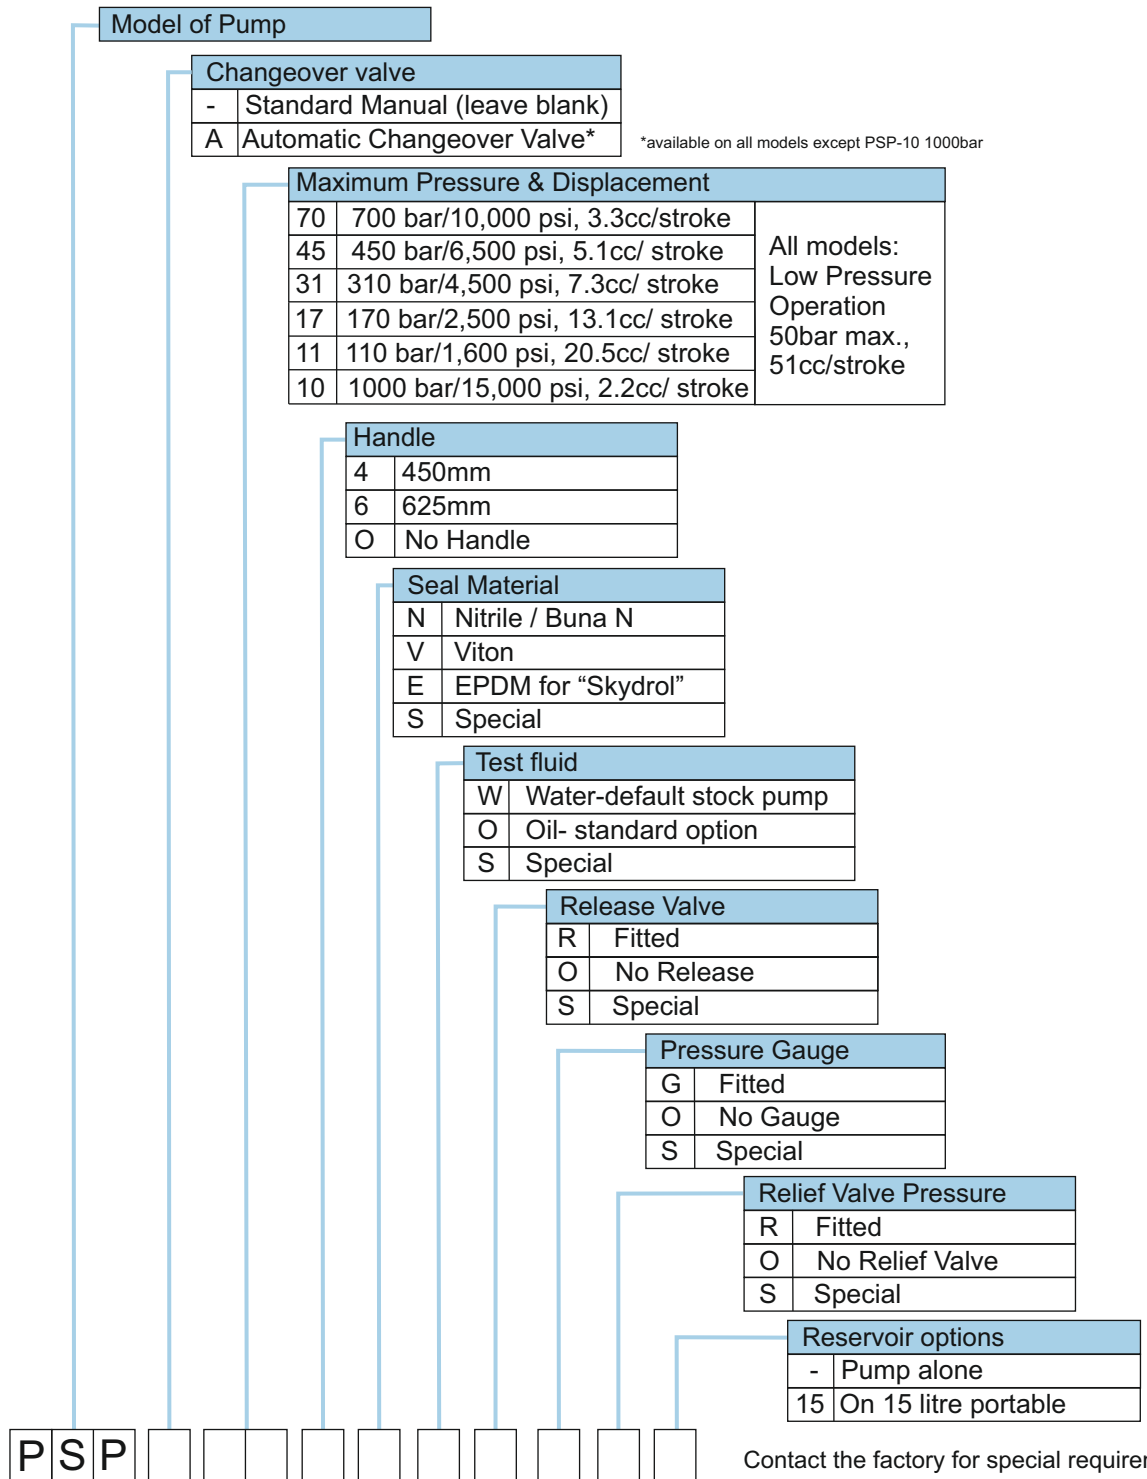 Model of Pump
Changeover valve
- Standard Manual (leave blank)
A Automatic Changeover Valve*
*available on all models except PSP-10 1000bar
Maximum Pressure & Displacement
70 700 bar/10,000 psi, 3.3cc/stroke
45 450 bar/6,500 psi, 5.1cc/ stroke
31 310 bar/4,500 psi, 7.3cc/ stroke
17 170 bar/2,500 psi, 13.1cc/ stroke
11 110 bar/1,600 psi, 20.5cc/ stroke
10 1000 bar/15,000 psi, 2.2cc/ stroke
All models:
Low Pressure
Operation
50bar max.,
51cc/stroke
Handle
4 450mm
6 625mm
O No Handle
Seal Material
N Nitrile / Buna N
V Viton
E EPDM for “Skydrol”
S Special
Test fluid
W Water-default stock pump
O Oil- standard option
S Special
Release Valve
R Fitted
O No Release
S Special
Pressure Gauge
G Fitted
O No Gauge
S Special
Relief Valve Pressure
R Fitted
O No Relief Valve
S Special
Reservoir options
- Pump alone
15 On 15 litre portable
P S P
Contact the factory for special